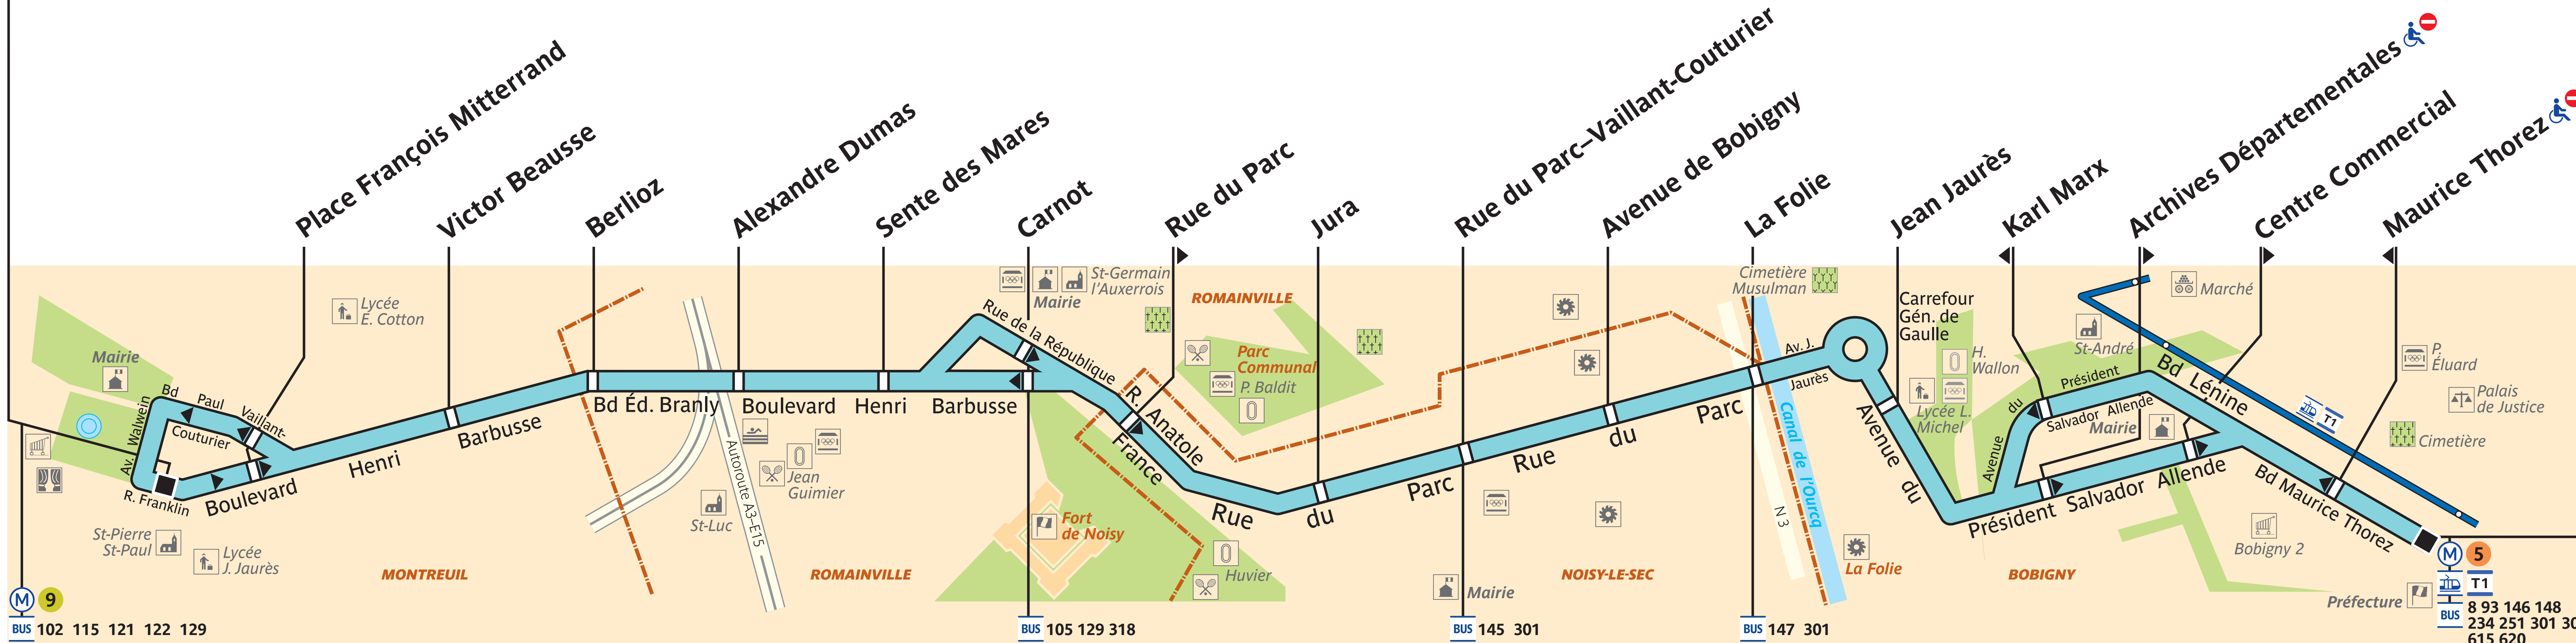 Place François Mitterrand
Victor Beausse
Berlioz
Alexandre Dumas
Sente des Mares
Carnot
Rue du Parc
Jura
Rue du Parc–Vaillant-Couturier
Avenue de Bobigny
La Folie
Jean Jaurès
Karl Marx
Archives Départementales
Centre Commercial
Maurice Thorez
Mairie
Lycée
E. Cotton
Bd Paul Vaillant-
Couturier
Av. Walwein
R. Franklin
Boulevard Henri Barbusse
St-Pierre
St-Paul
Lycée
J. Jaurès
MONTREUIL
M 9
BUS 102 115 121 122 129
Bd Éd. Branly
Boulevard Henri Barbusse
Autoroute A3–E15
St-Luc
Jean
Guimier
ROMAINVILLE
Rue de la République
Mairie
St-Germain
l'Auxerrois
ROMAINVILLE
Parc
Communal
P. Baldit
R. Anatole
France
Fort
de Noisy
Huvier
BUS 105 129 318
Rue du Parc
Rue du Parc
Mairie
BUS 145 301
NOISY-LE-SEC
Cimetière
Musulman
Av. J.
Jaurès
N 3
Canal de l'Ourcq
La Folie
BUS 147 301
Carrefour
Gén. de
Gaulle
H.
Wallon
Lycée L.
Michel
Avenue du
Président Salvador Allende
Avenue du Président
Salvador Allende
Mairie
BOBIGNY
St-André
Marché
Bd Lénine
T1
Bd Maurice Thorez
Bobigny 2
P.
Éluard
Palais
de Justice
Cimetière
Préfecture
M 5
T1
BUS 8 93 146 148
234 251 301
615 620